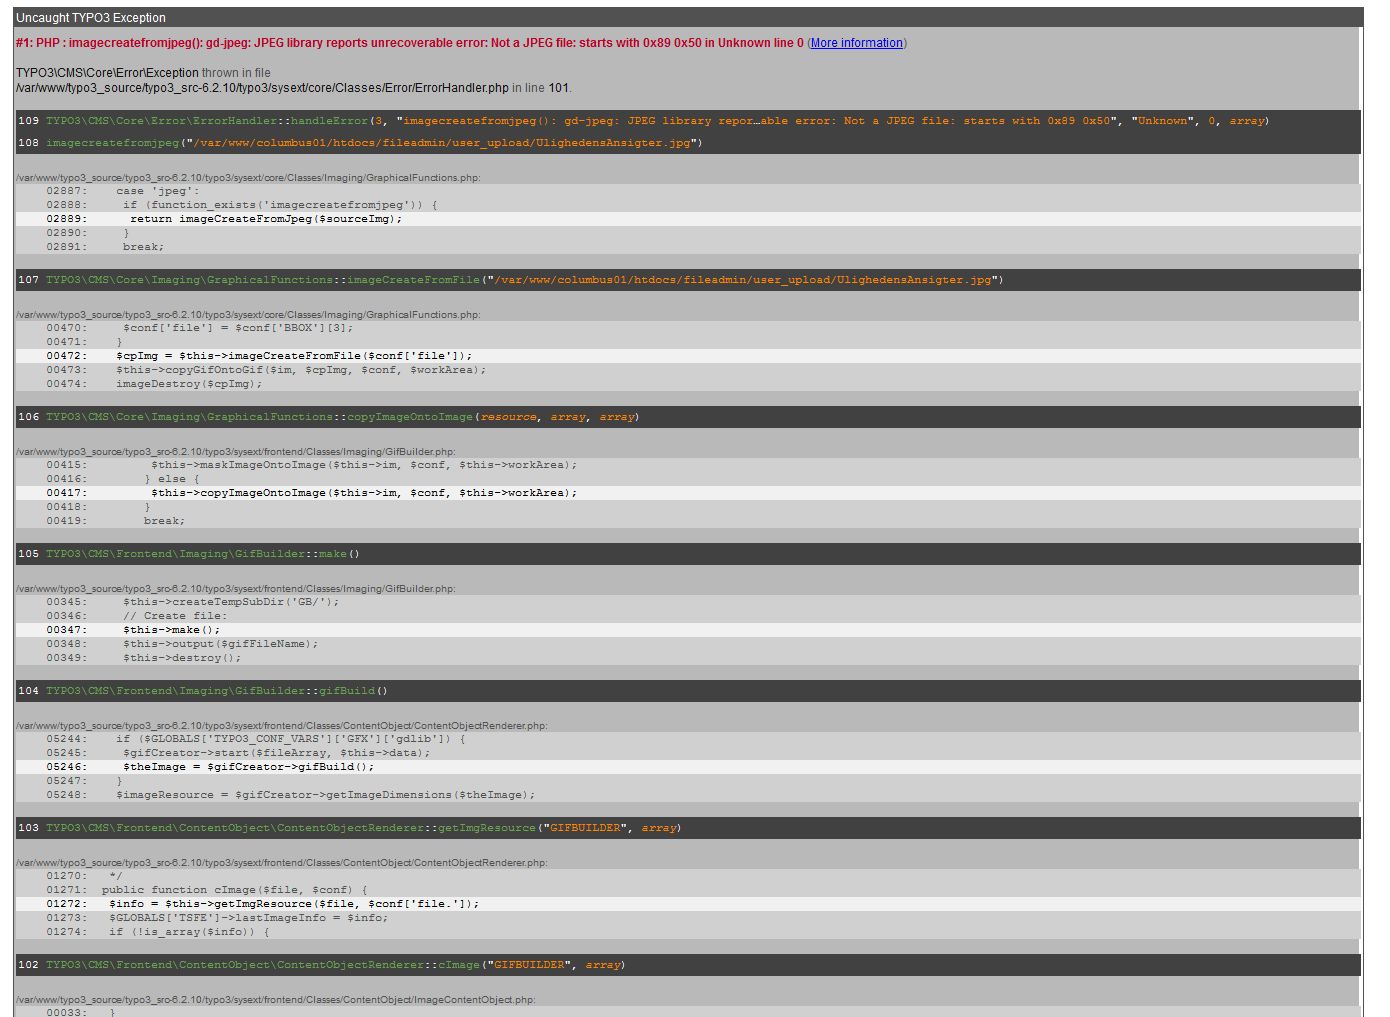 Uncaught TYPO3 Exception
#1: PHP : imagecreatefromjpeg(): gd-jpeg: JPEG library reports unrecoverable error: Not a JPEG file: starts with 0x89 0x50 in Unknown line 0 (More information)
TYPO3\CMS\Core\Error\Exception thrown in file
/var/www/typo3_source/typo3_src-6.2.10/typo3/sysext/core/Classes/Error/ErrorHandler.php in line 101.
109 TYPO3\CMS\Core\Error\ErrorHandler::handleError(3, "imagecreatefromjpeg(): gd-jpeg: JPEG library repor…able error: Not a JPEG file: starts with 0x89 0x50", "Unknown", 0, array)
108 imagecreatefromjpeg("/var/www/columbus01/htdocs/fileadmin/user_upload/UlighedensAnsigter.jpg")
/var/www/typo3_source/typo3_src-6.2.10/typo3/sysext/core/Classes/Imaging/GraphicalFunctions.php:
02887: case 'jpeg':
02888: if (function_exists('imagecreatefromjpeg')) {
02889: return imageCreateFromJpeg($sourceImg);
02890: }
02891: break;
107 TYPO3\CMS\Core\Imaging\GraphicalFunctions::imageCreateFromFile("/var/www/columbus01/htdocs/fileadmin/user_upload/UlighedensAnsigter.jpg")
/var/www/typo3_source/typo3_src-6.2.10/typo3/sysext/core/Classes/Imaging/GraphicalFunctions.php:
00470: $conf['file'] = $conf['BBOX'][3];
00471: }
00472: $cpImg = $this->imageCreateFromFile($conf['file']);
00473: $this->copyGifOntoGif($im, $cpImg, $conf, $workArea);
00474: imageDestroy($cpImg);
106 TYPO3\CMS\Core\Imaging\GraphicalFunctions::copyImageOntoImage(resource, array, array)
/var/www/typo3_source/typo3_src-6.2.10/typo3/sysext/frontend/Classes/Imaging/GifBuilder.php:
00415: $this->maskImageOntoImage($this->im, $conf, $this->workArea);
00416: } else {
00417: $this->copyImageOntoImage($this->im, $conf, $this->workArea);
00418: }
00419: break;
105 TYPO3\CMS\Frontend\Imaging\GifBuilder::make()
/var/www/typo3_source/typo3_src-6.2.10/typo3/sysext/frontend/Classes/Imaging/GifBuilder.php:
00345: $this->createTempSubDir('GB/');
00346: // Create file:
00347: $this->make();
00348: $this->output($gifFileName);
00349: $this->destroy();
104 TYPO3\CMS\Frontend\Imaging\GifBuilder::gifBuild()
/var/www/typo3_source/typo3_src-6.2.10/typo3/sysext/frontend/Classes/ContentObject/ContentObjectRenderer.php:
05244: if ($GLOBALS['TYPO3_CONF_VARS']['GFX']['gdlib']) {
05245: $gifCreator->start($fileArray, $this->data);
05246: $theImage = $gifCreator->gifBuild();
05247: }
05248: $imageResource = $gifCreator->getImageDimensions($theImage);
103 TYPO3\CMS\Frontend\ContentObject\ContentObjectRenderer::getImgResource("GIFBUILDER", array)
/var/www/typo3_source/typo3_src-6.2.10/typo3/sysext/frontend/Classes/ContentObject/ContentObjectRenderer.php:
01270: */
01271: public function cImage($file, $conf) {
01272: $info = $this->getImgResource($file, $conf['file.']);
01273: $GLOBALS['TSFE']->lastImageInfo = $info;
01274: if (!is_array($info)) {
102 TYPO3\CMS\Frontend\ContentObject\ContentObjectRenderer::cImage("GIFBUILDER", array)
/var/www/typo3_source/typo3_src-6.2.10/typo3/sysext/frontend/Classes/ContentObject/ImageContentObject.php:
00033: }